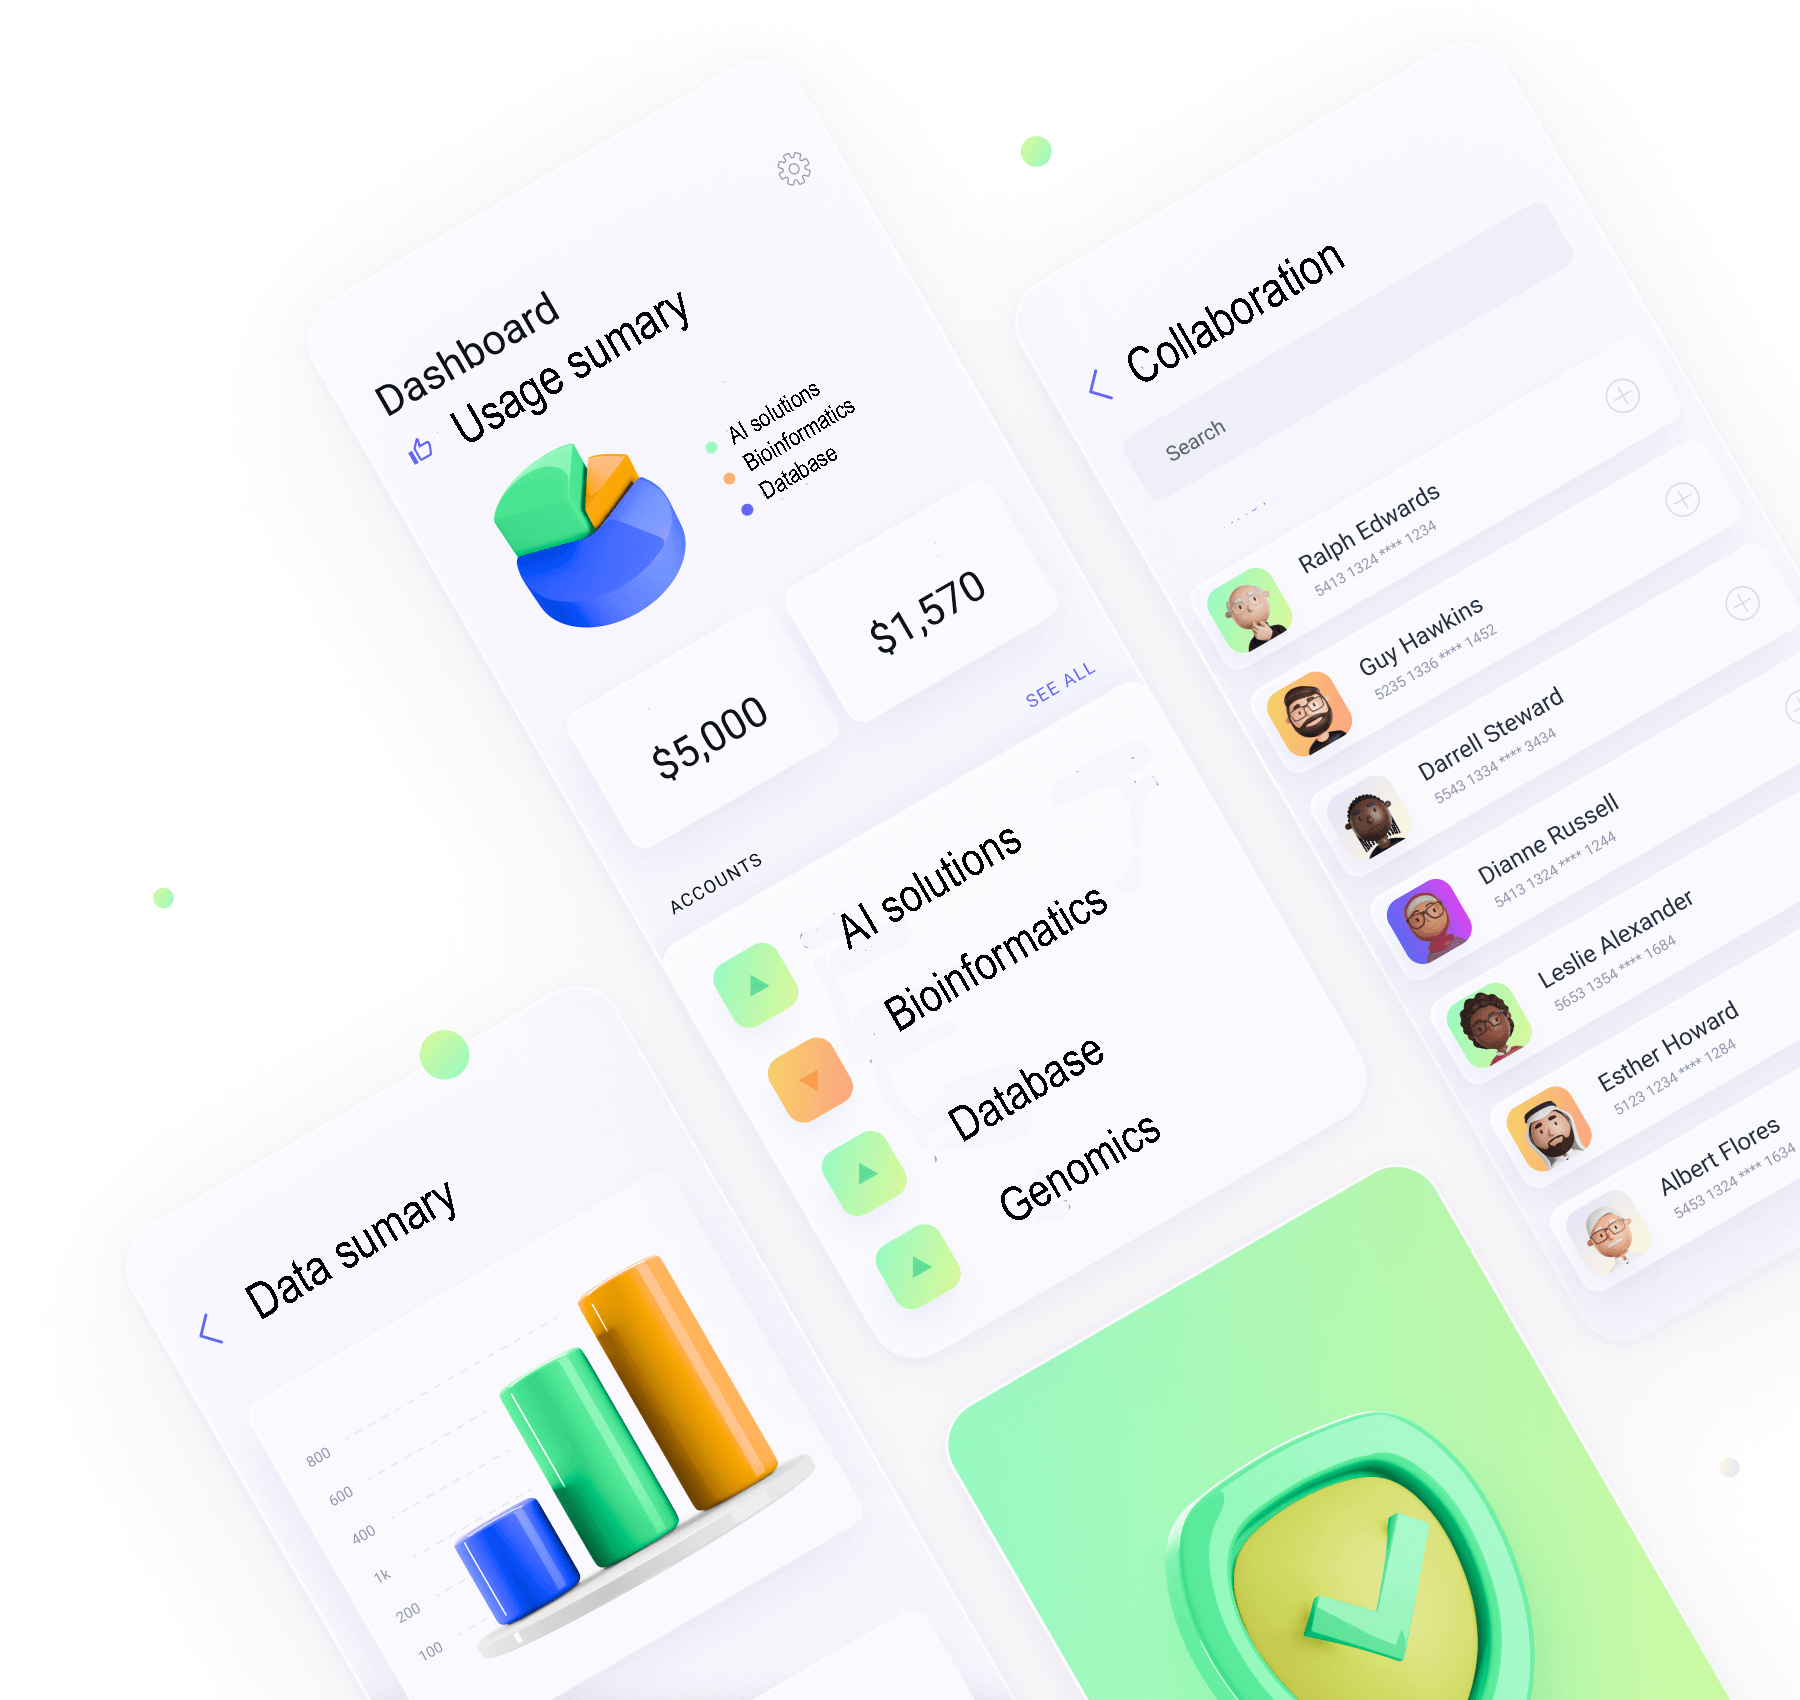 Dashboard
Usage sumary
AI solutions
Bioinformatics
Database
$5,000
$1,570
ACCOUNTS
SEE ALL
AI solutions
Bioinformatics
Database
Genomics
Collaboration
Search
Ralph Edwards
5413 1324 **** 1234
Guy Hawkins
5235 1336 **** 1452
Darrell Steward
5543 1334 **** 3434
Dianne Russell
5413 1324 **** 1244
Leslie Alexander
5653 1354 **** 1684
Esther Howard
5123 1234 **** 1284
Albert Flores
5453 1324 **** 1634
Data sumary
800
600
400
1k
200
100